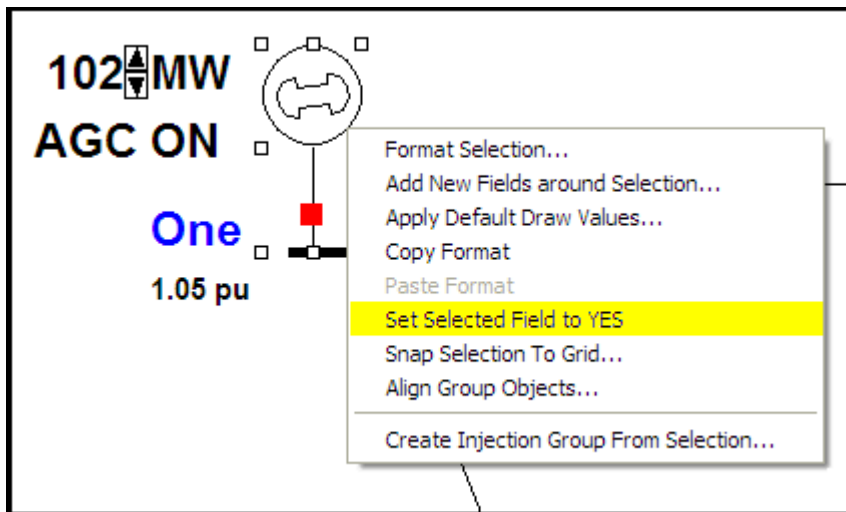 102 MW
AGC ON
One
1.05 pu
Format Selection...
Add New Fields around Selection...
Apply Default Draw Values...
Copy Format
Paste Format
Set Selected Field to YES
Snap Selection To Grid...
Align Group Objects...
Create Injection Group From Selection...